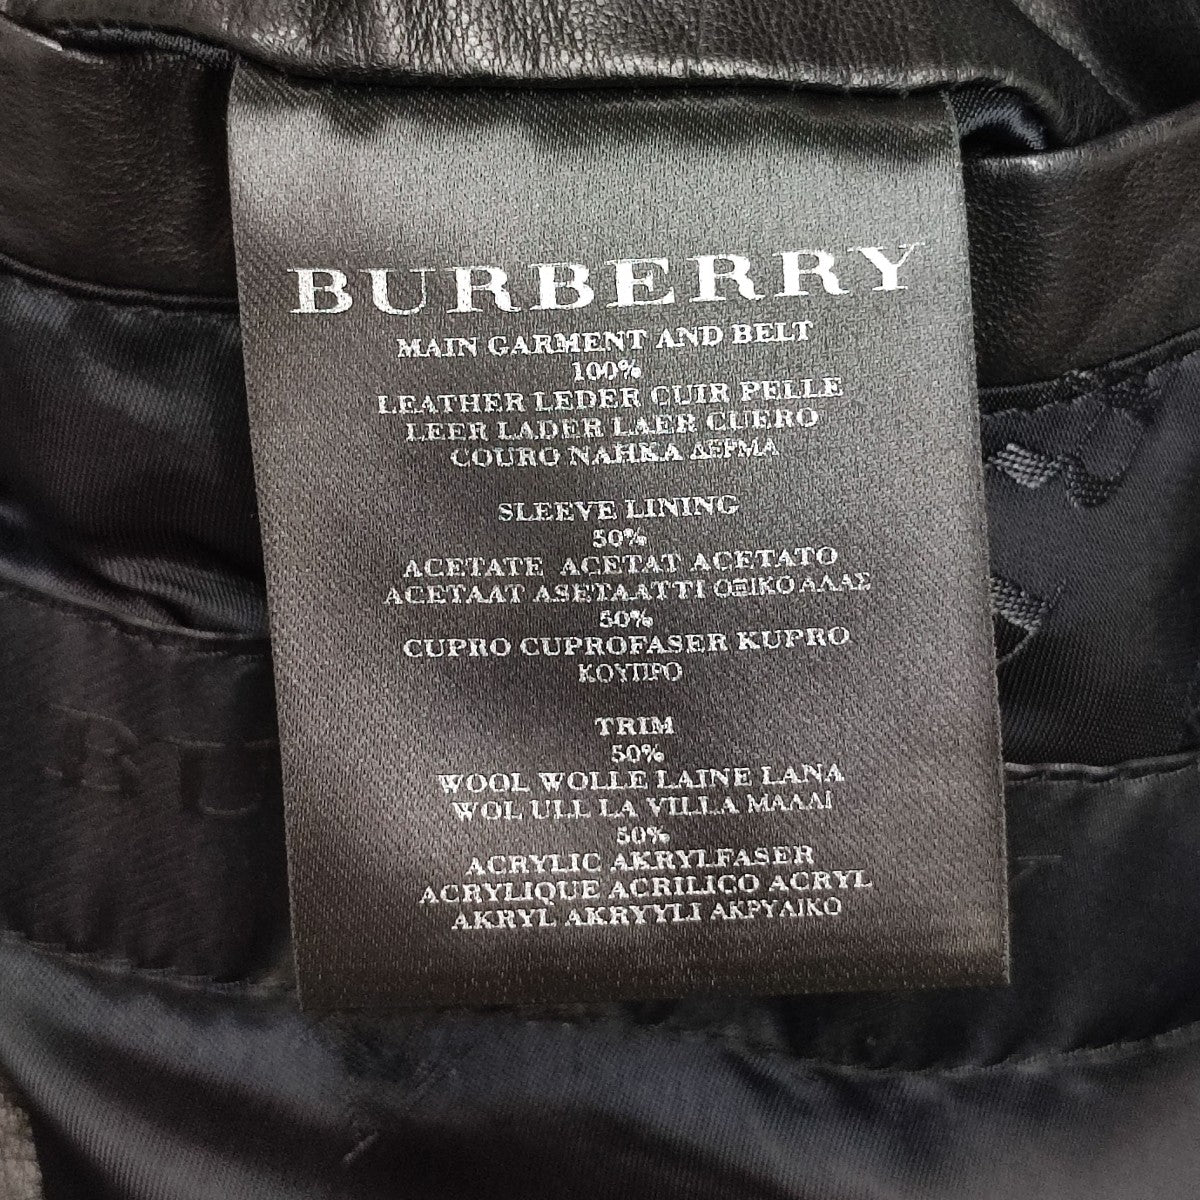 BURBERRY
MAIN GARMENT AND BELT
100%
LEATHER LEDER CUIR PELLE
LEER LÄDER LAER CUERO
COURO NAHKA ΔΕΡΜΑ
SLEEVE LINING
50%
ACETATE ACETAT ACETATO
ACETAAT ASETAATTI ΟΞΙΚΟ ΑΛΑΣ
50%
CUPRO CUPROFASER KUPRO
ΚΟΥΠΡΟ
TRIM
50%
WOOL WOLLE LAINE LANA
WOL ULL LA VILLA ΜΑΛΛΙ
50%
ACRYLIC AKRYLFASER
ACRYLIQUE ACRILICO ACRYL
AKRYL AKRYYLI ΑΚΡΥΛΙΚΟ